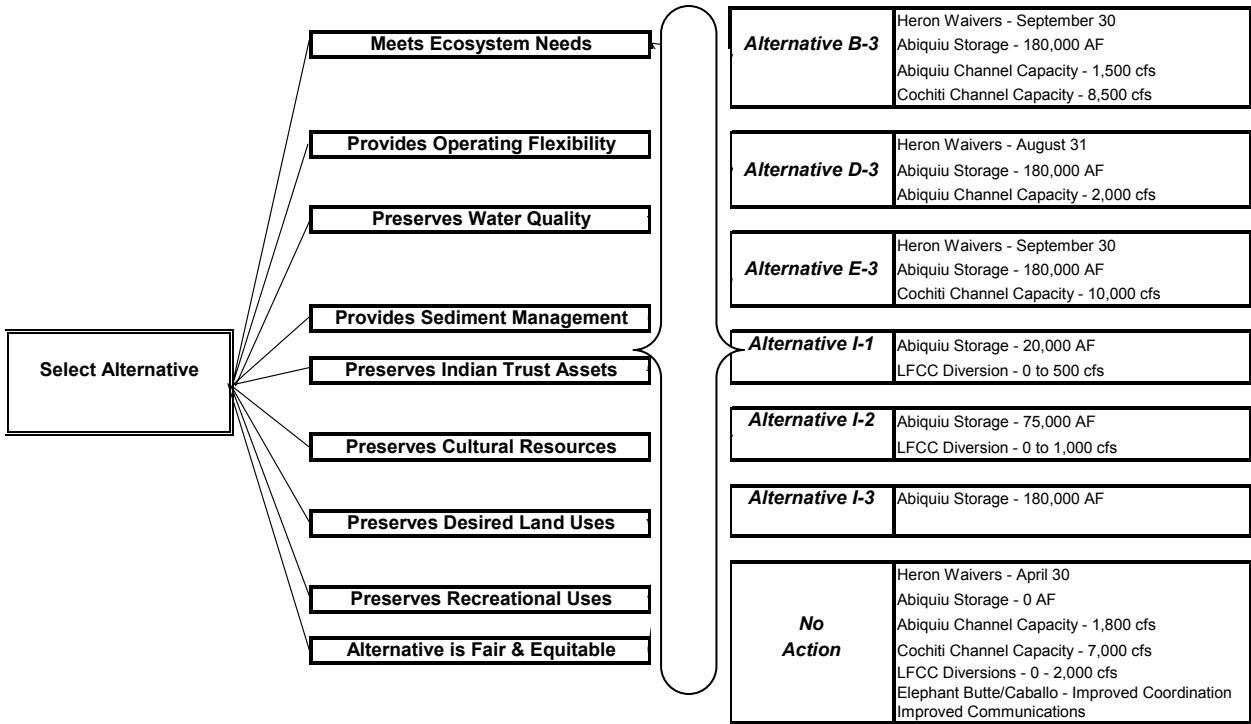 Select Alternative
Meets Ecosystem Needs
Provides Operating Flexibility
Preserves Water Quality
Provides Sediment Management
Preserves Indian Trust Assets
Preserves Cultural Resources
Preserves Desired Land Uses
Preserves Recreational Uses
Alternative is Fair & Equitable
Alternative B-3
Heron Waivers - September 30
Abiquiu Storage - 180,000 AF
Abiquiu Channel Capacity - 1,500 cfs
Cochiti Channel Capacity - 8,500 cfs
Alternative D-3
Heron Waivers - August 31
Abiquiu Storage - 180,000 AF
Abiquiu Channel Capacity - 2,000 cfs
Alternative E-3
Heron Waivers - September 30
Abiquiu Storage - 180,000 AF
Cochiti Channel Capacity - 10,000 cfs
Alternative I-1
Abiquiu Storage - 20,000 AF
LFCC Diversion - 0 to 500 cfs
Alternative I-2
Abiquiu Storage - 75,000 AF
LFCC Diversion - 0 to 1,000 cfs
Alternative I-3
Abiquiu Storage - 180,000 AF
No
Action
Heron Waivers - April 30
Abiquiu Storage - 0 AF
Abiquiu Channel Capacity - 1,800 cfs
Cochiti Channel Capacity - 7,000 cfs
LFCC Diversions - 0 - 2,000 cfs
Elephant Butte/Caballo - Improved Coordination
Improved Communications